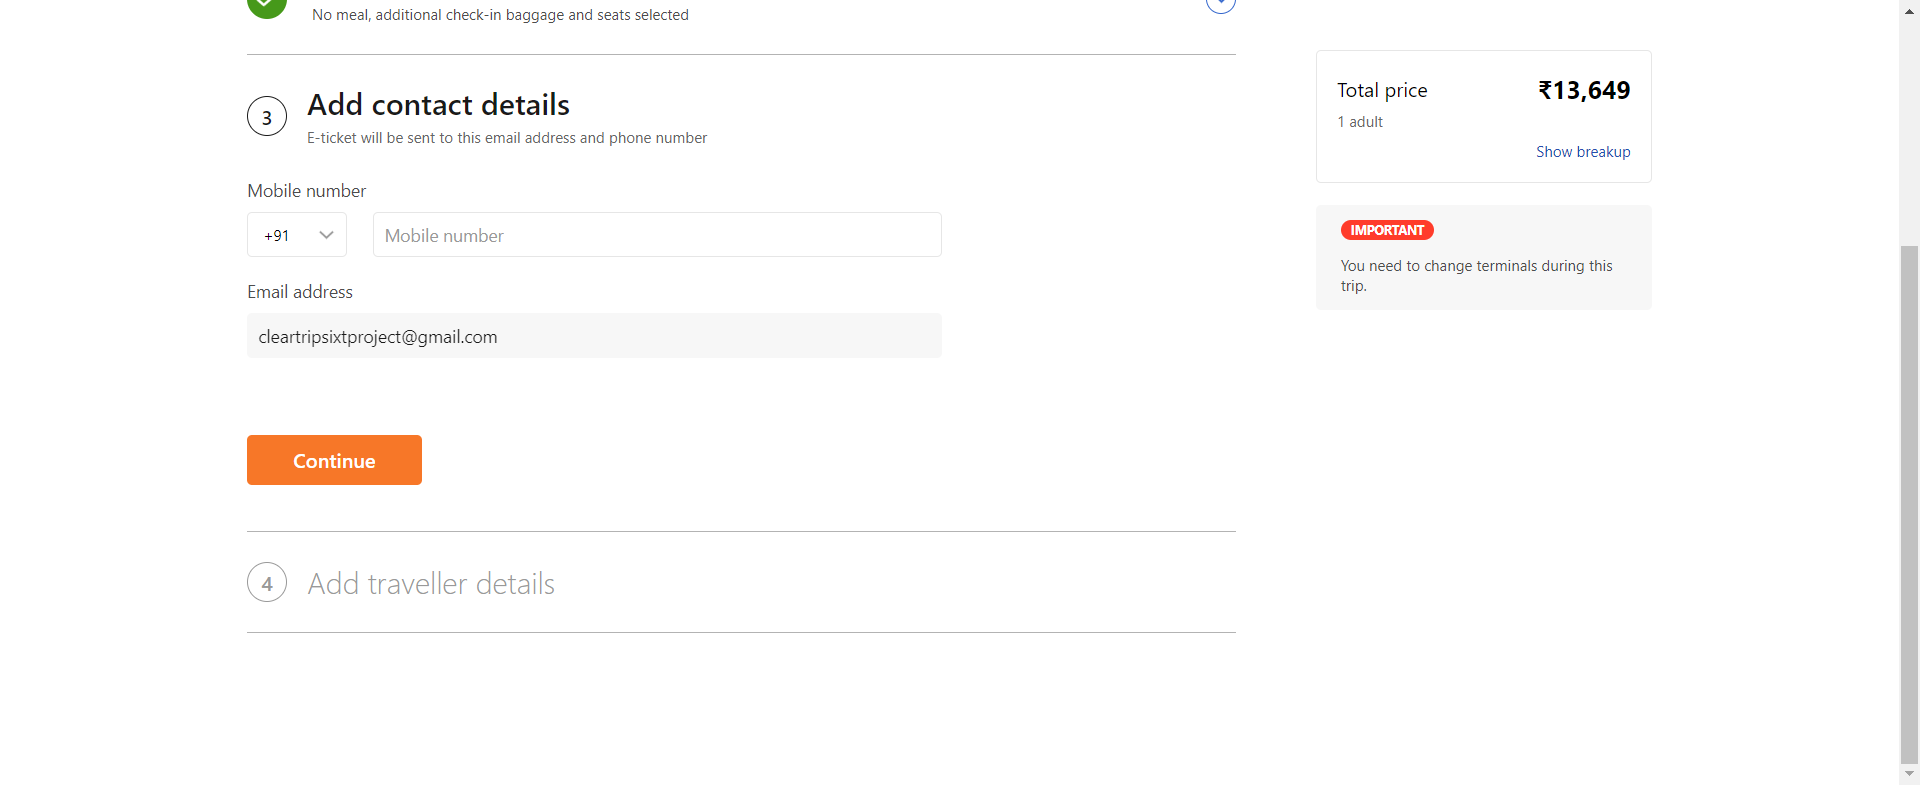 No meal, additional check-in baggage and seats selected
3
Add contact details
E-ticket will be sent to this email address and phone number
Mobile number
+91
Mobile number
Email address
cleartripsixtproject@gmail.com
Continue
4
Add traveller details
Total price
₹13,649
1 adult
Show breakup
IMPORTANT
You need to change terminals during this
trip.